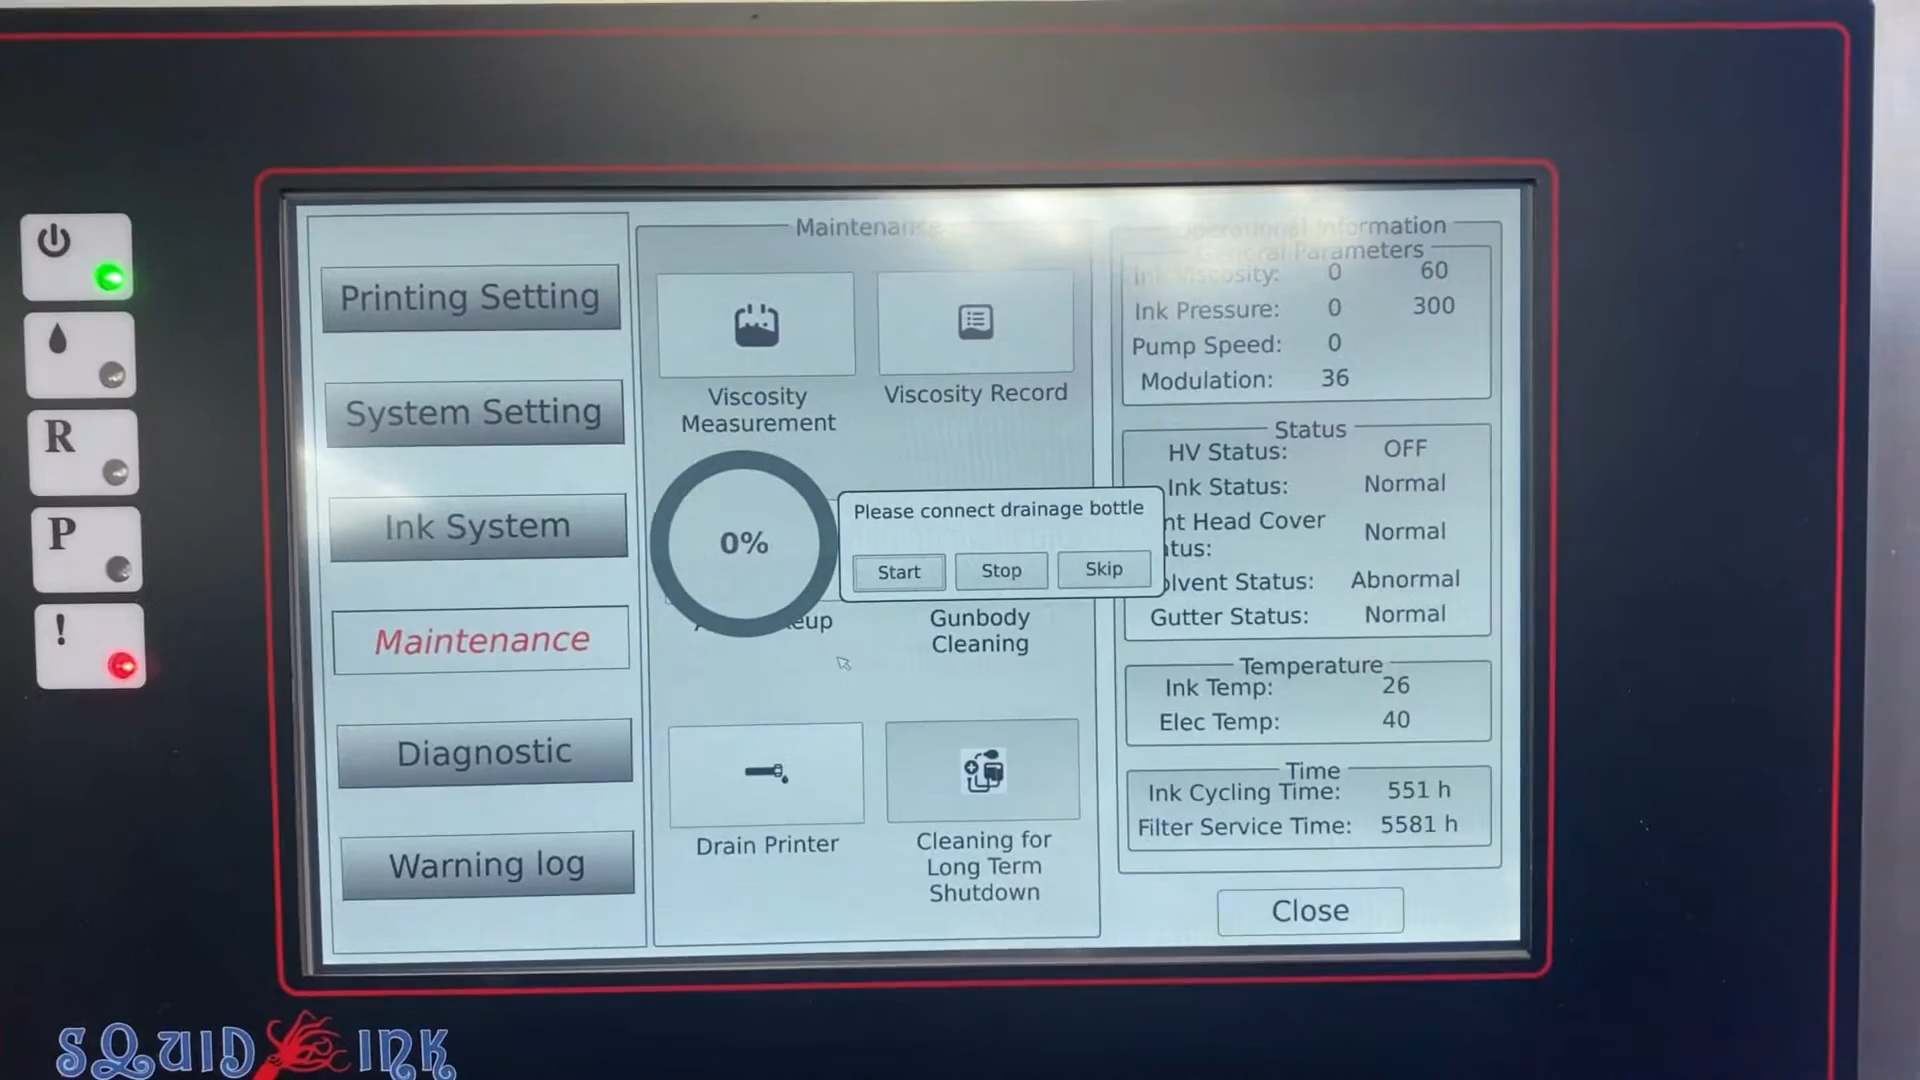 R
P
!
Printing Setting
System Setting
Ink System
Maintenance
Diagnostic
Warning log
Maintenance
Viscosity
Measurement
Viscosity Record
0%
Please connect drainage bottle
Start
Stop
Skip
Gunbody
Cleaning
Drain Printer
Cleaning for
Long Term
Shutdown
Operational Information
General Parameters
Ink Viscosity: 0 60
Ink Pressure: 0 300
Pump Speed: 0
Modulation: 36
Status
HV Status: OFF
Ink Status: Normal
Head Cover Normal
Status: Abnormal
Gutter Status: Normal
Temperature
Ink Temp: 26
Elec Temp: 40
Time
Ink Cycling Time: 551 h
Filter Service Time: 5581 h
Close
SQUID INK